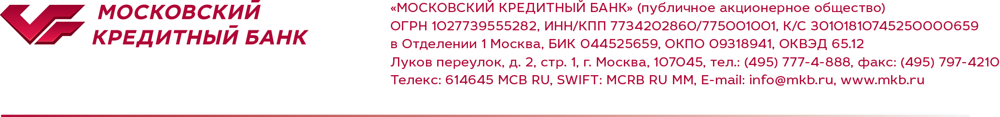 МОСКОВСКИЙ
КРЕДИТНЫЙ БАНК
«МОСКОВСКИЙ КРЕДИТНЫЙ БАНК» (публичное акционерное общество)
ОГРН 1027739555282, ИНН/КПП 7734202860/775001001, К/С 30101810745250000659
в Отделении 1 Москва, БИК 044525659, ОКПО 09318941, ОКВЭД 65.12
Луков переулок, д. 2, стр. 1, г. Москва, 107045, тел.: (495) 777-4-888, факс: (495) 797-4210
Телекс: 614645 MCB RU, SWIFT: MCRB RU MM, E-mail: info@mkb.ru, www.mkb.ru